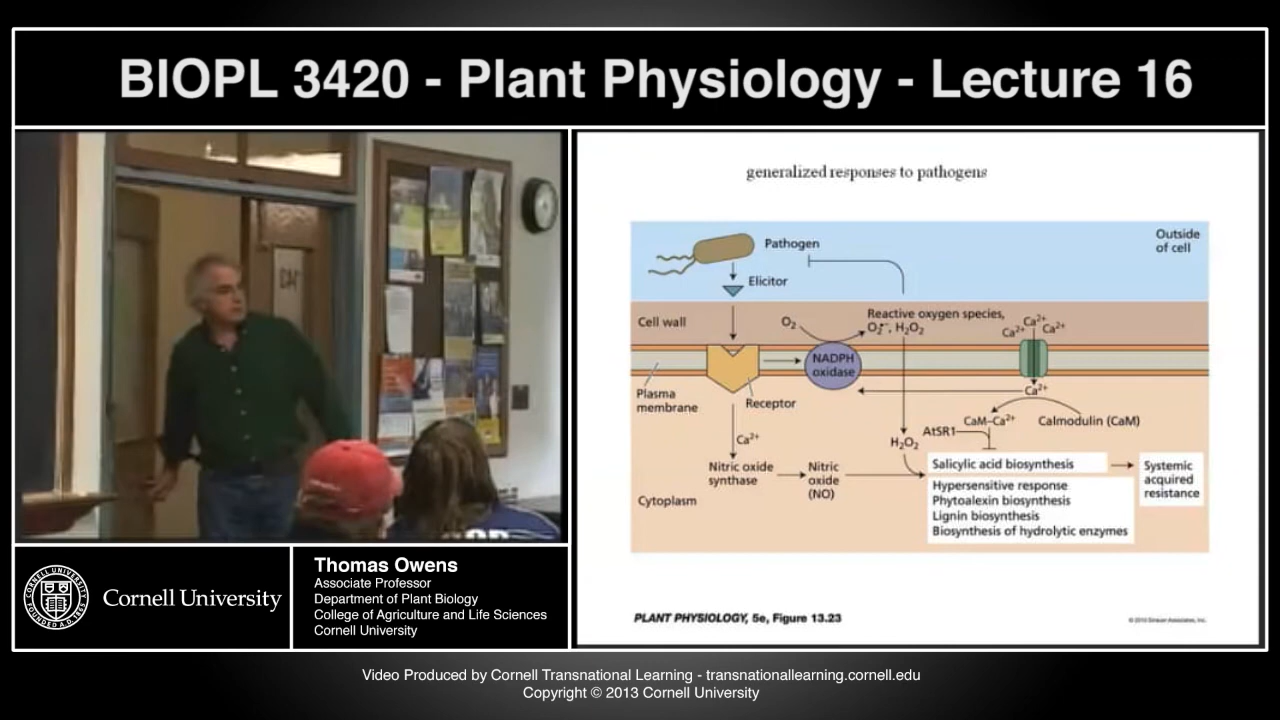 BIOPL 3420 - Plant Physiology - Lecture 16
generalized responses to pathogens
Pathogen
Outside
of cell
Elicitor
Cell wall
O₂
Reactive oxygen species,
O₂⁻, H₂O₂
Ca²⁺
Ca²⁺ Ca²⁺
NADPH
oxidase
Plasma
membrane
Receptor
Ca²⁺
CaM–Ca²⁺
Calmodulin (CaM)
AtSR1
H₂O₂
Ca²⁺
Nitric oxide
synthase
Nitric
oxide
(NO)
Salicylic acid biosynthesis
Hypersensitive response
Phytoalexin biosynthesis
Lignin biosynthesis
Biosynthesis of hydrolytic enzymes
Systemic
acquired
resistance
Cytoplasm
PLANT PHYSIOLOGY, 5e, Figure 13.23
© 2010 Sinauer Associates, Inc.
Cornell University
Thomas Owens
Associate Professor
Department of Plant Biology
College of Agriculture and Life Sciences
Cornell University
Video Produced by Cornell Transnational Learning - transnationallearning.cornell.edu
Copyright © 2013 Cornell University